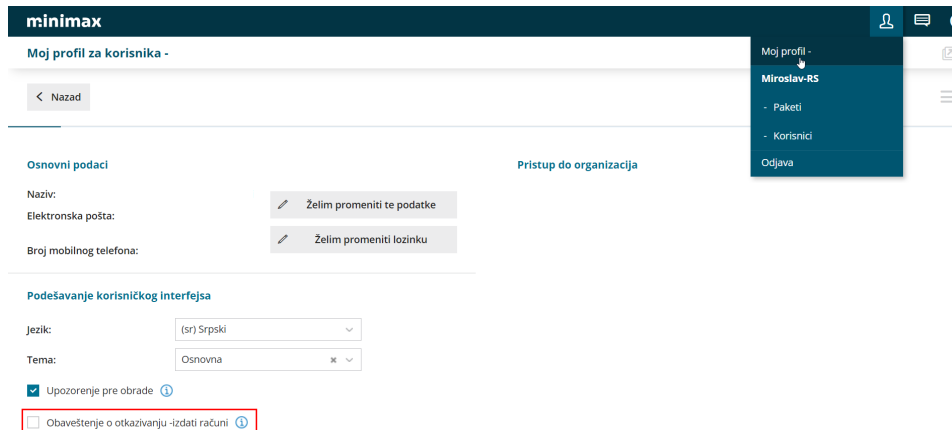 minimax
Moj profil za korisnika -
Moj profil -
Miroslav-RS
- Paketi
- Korisnici
Odjava
Nazad
Osnovni podaci
Pristup do organizacija
Naziv:
Želim promeniti te podatke
Elektronska pošta:
Želim promeniti lozinku
Broj mobilnog telefona:
Podešavanje korisničkog interfejsa
Jezik:
(sr) Srpski
Tema:
Osnovna
Upozorenje pre obrade
Obaveštenje o otkazivanju -izdati računi